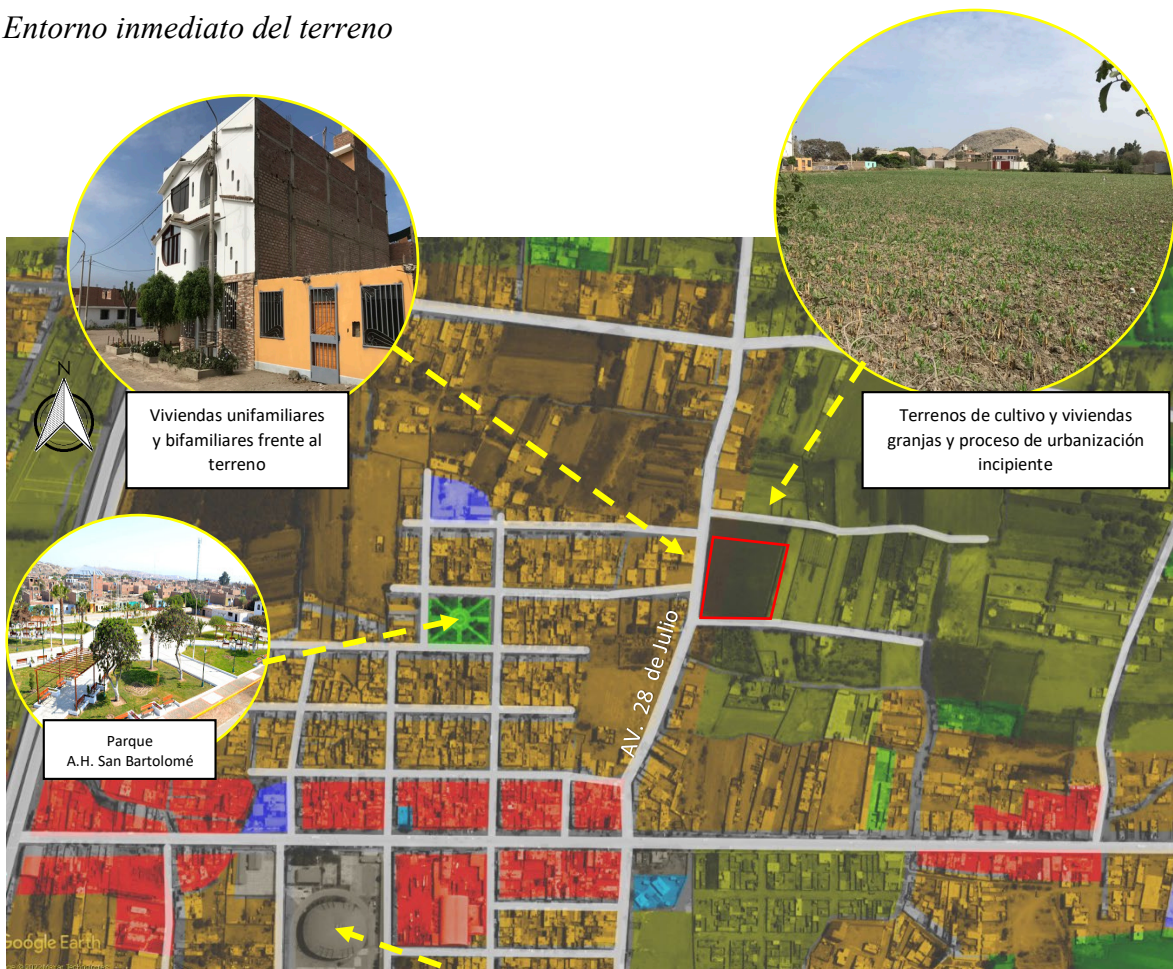 Entorno inmediato del terreno
N
Viviendas unifamiliares
y bifamiliares frente al
terreno
Terrenos de cultivo y viviendas
granjas y proceso de urbanización
incipiente
Parque
A.H. San Bartolomé
AV. 28 de Julio
Google Earth